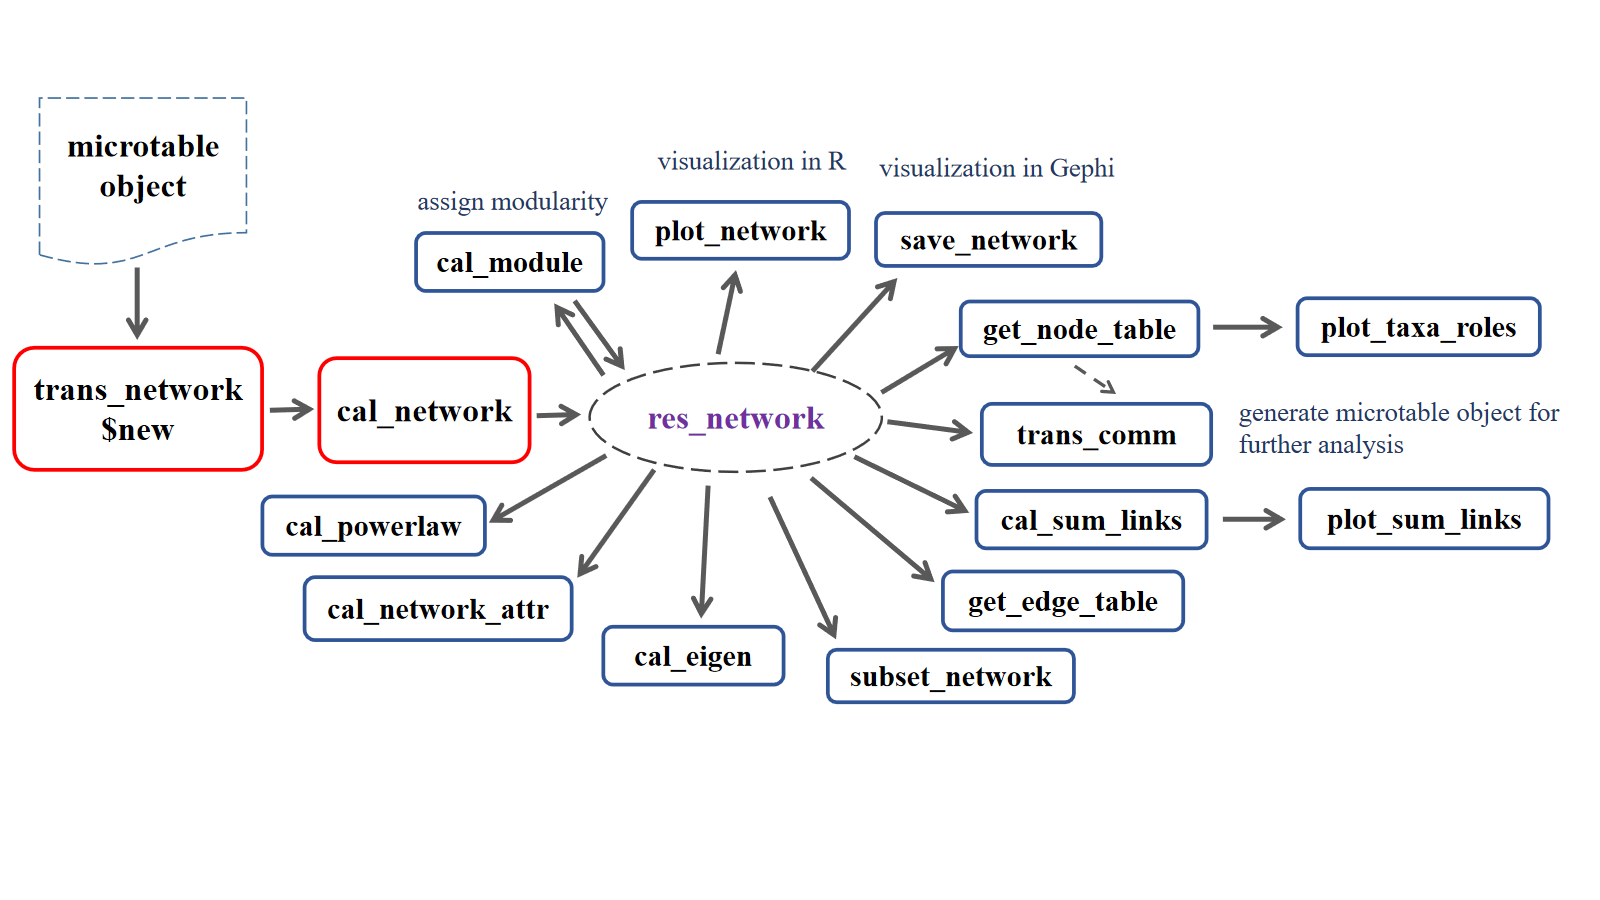 microtable
object
visualization in R
visualization in Gephi
assign modularity
plot_network
save_network
cal_module
get_node_table
plot_taxa_roles
trans_network
$new
cal_network
res_network
trans_comm
generate microtable object for
further analysis
cal_powerlaw
cal_sum_links
plot_sum_links
cal_network_attr
get_edge_table
cal_eigen
subset_network